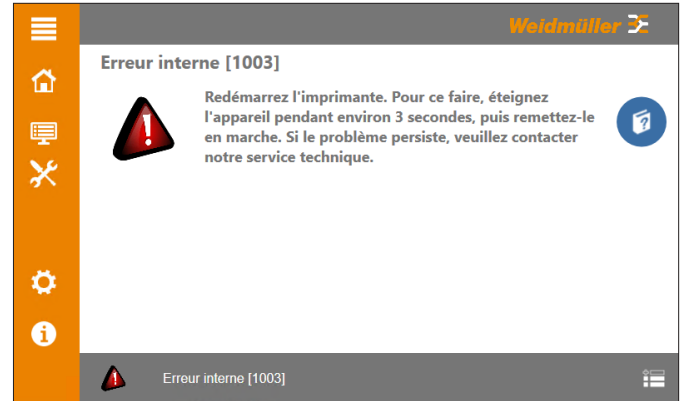 Weidmüller
Erreur interne [1003]
Redémarrez l'imprimante. Pour ce faire, éteignez
l'appareil pendant environ 3 secondes, puis remettez-le
en marche. Si le problème persiste, veuillez contacter
notre service technique.
Erreur interne [1003]